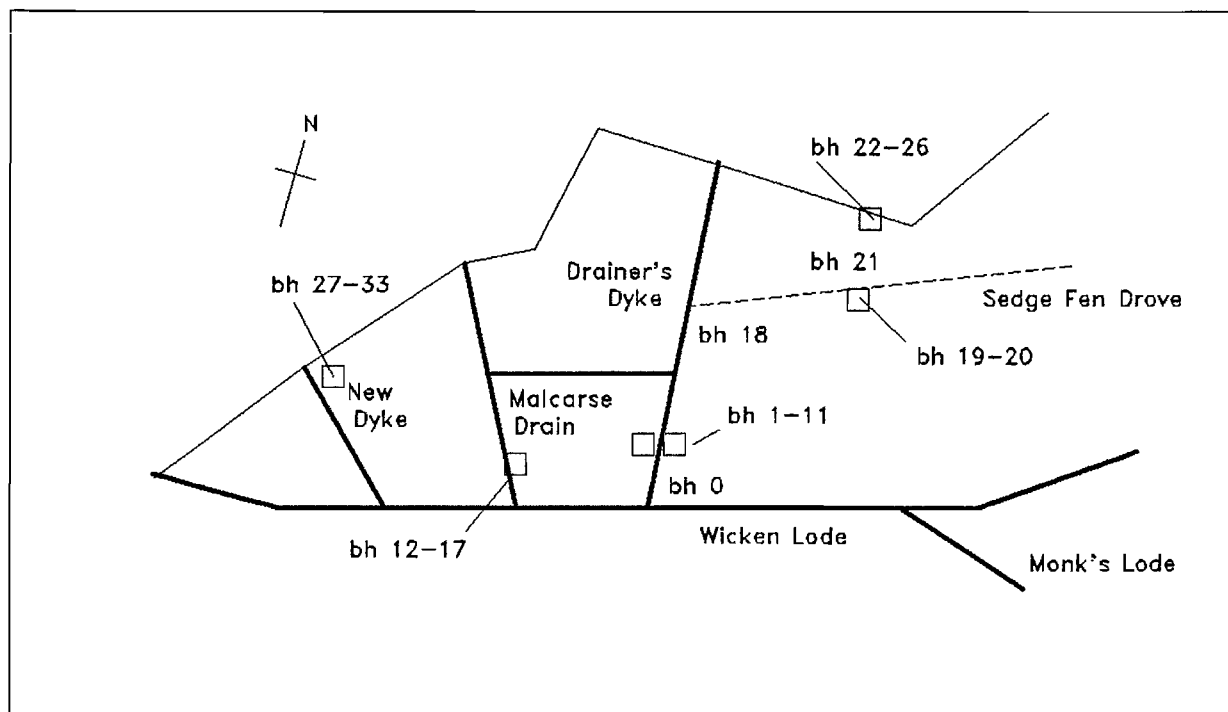 N
bh 22-26
bh 27-33
Drainer's
Dyke
bh 21
Sedge Fen Drove
bh 18
bh 19-20
New
Dyke
Malcarse
Drain
bh 1-11
bh 0
bh 12-17
Wicken Lode
Monk's Lode